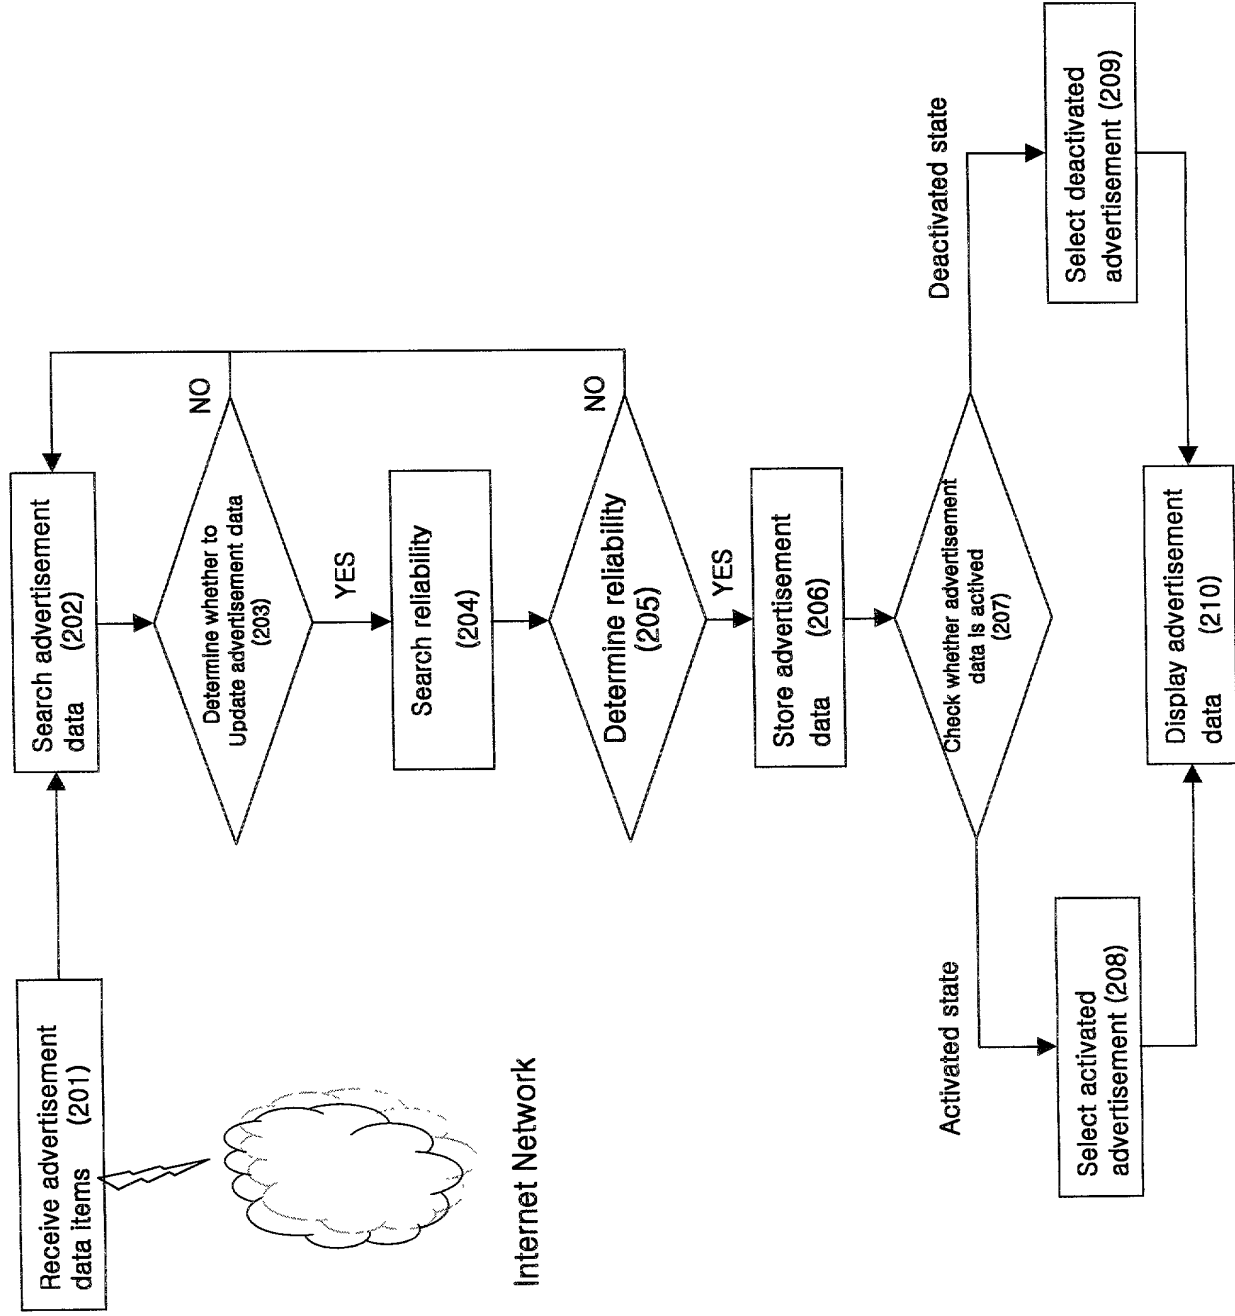 Receive advertisement
data items (201)
Internet Network
Search advertisement
data (202)
Determine whether to
Update advertisement data
(203)
NO
YES
Search reliability
(204)
Determine reliability
(205)
NO
YES
Store advertisement
data (206)
Check whether advertisement
data Is actived
(207)
Activated state
Deactivated state
Select activated
advertisement (208)
Select deactivated
advertisement (209)
Display advertisement
data (210)